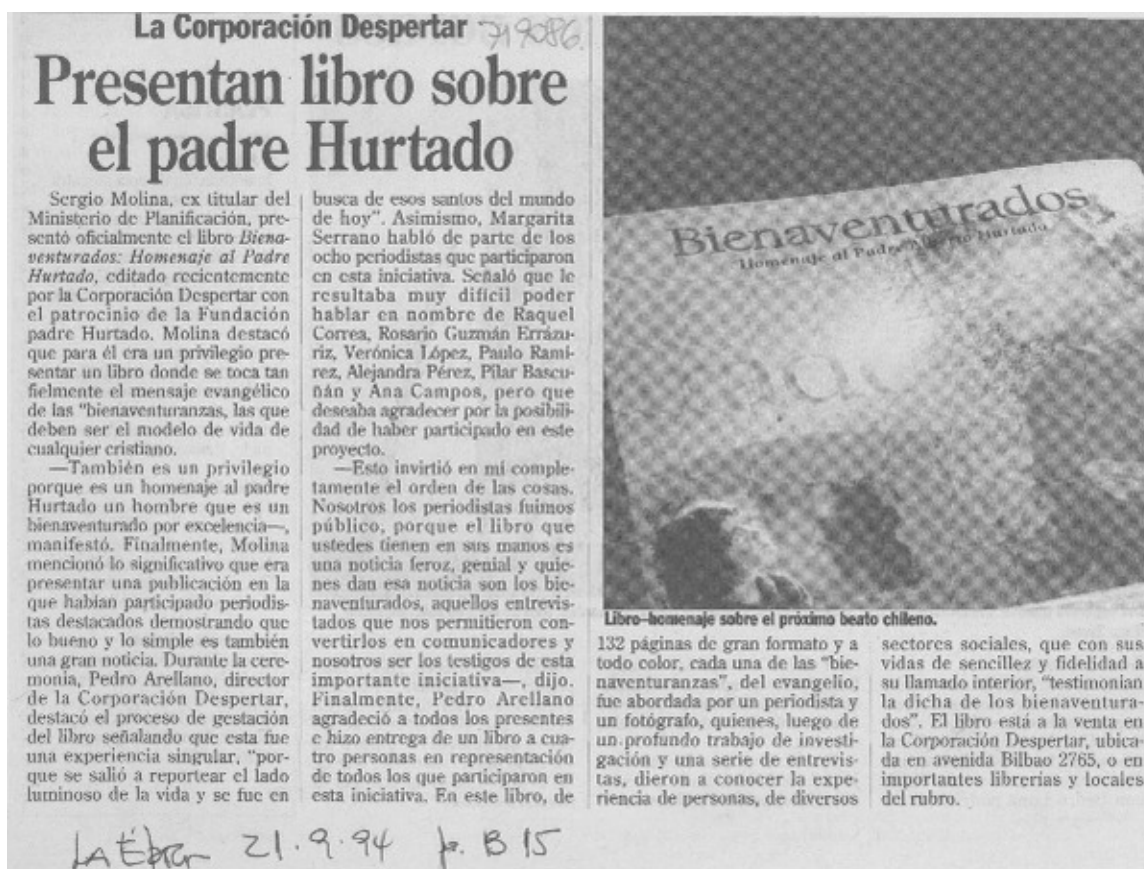 La Corporación Despertar
719086.
Presentan libro sobre
el padre Hurtado
Sergio Molina, ex titular del
Ministerio de Planificación, pre-
sentó oficialmente el libro Biena-
venturados: Homenaje al Padre
Hurtado, editado recientemente
por la Corporación Despertar con
el patrocinio de la Fundación
padre Hurtado. Molina destacó
que para él era un privilegio pre-
sentar un libro donde se toca tan
fielmente el mensaje evangélico
de las "bienaventuranzas, las que
deben ser el modelo de vida de
cualquier cristiano.
—También es un privilegio
porque es un homenaje al padre
Hurtado un hombre que es un
bienaventurado por excelencia—,
manifestó. Finalmente, Molina
mencionó lo significativo que era
presentar una publicación en la
que habían participado periodis-
tas destacados demostrando que
lo bueno y lo simple es también
una gran noticia. Durante la cere-
monia, Pedro Arellano, director
de la Corporación Despertar,
destacó el proceso de gestación
del libro señalando que esta fue
una experiencia singular, "por-
que se salió a reportear el lado
luminoso de la vida y se fue en
busca de esos santos del mundo
de hoy". Asimismo, Margarita
Serrano habló de parte de los
ocho periodistas que participaron
en esta iniciativa. Señaló que le
resultaba muy difícil poder
hablar en nombre de Raquel
Correa, Rosario Guzmán Errázu-
riz, Verónica López, Paulo Ramí-
rez, Alejandra Pérez, Pilar Bascu-
ñán y Ana Campos, pero que
deseaba agradecer por la posibili-
dad de haber participado en este
proyecto.
—Esto invirtió en mí comple-
tamente el orden de las cosas.
Nosotros los periodistas fuimos
público, porque el libro que
ustedes tienen en sus manos es
una noticia feroz, genial y quie-
nes dan esa noticia son los bie-
naventurados, aquellos entrevis-
tados que nos permitieron con-
vertirlos en comunicadores y
nosotros ser los testigos de esta
importante iniciativa—, dijo.
Finalmente, Pedro Arellano
agradeció a todos los presentes
e hizo entrega de un libro a cua-
tro personas en representación
de todos los que participaron en
esta iniciativa. En este libro, de
Bienaventurados
Homenaje al Padre Alberto Hurtado
Libro-homenaje sobre el próximo beato chileno.
132 páginas de gran formato y a
todo color, cada una de las "bie-
naventuranzas", del evangelio,
fue abordada por un periodista y
un fotógrafo, quienes, luego de
un profundo trabajo de investi-
gación y una serie de entrevis-
tas, dieron a conocer la expe-
riencia de personas, de diversos
sectores sociales, que con sus
vidas de sencillez y fidelidad a
su llamado interior, "testimonian
la dicha de los bienaventura-
dos". El libro está a la venta en
la Corporación Despertar, ubica-
da en avenida Bilbao 2765, o en
importantes librerías y locales
del rubro.
LA Época 21.9.94 p. B 15